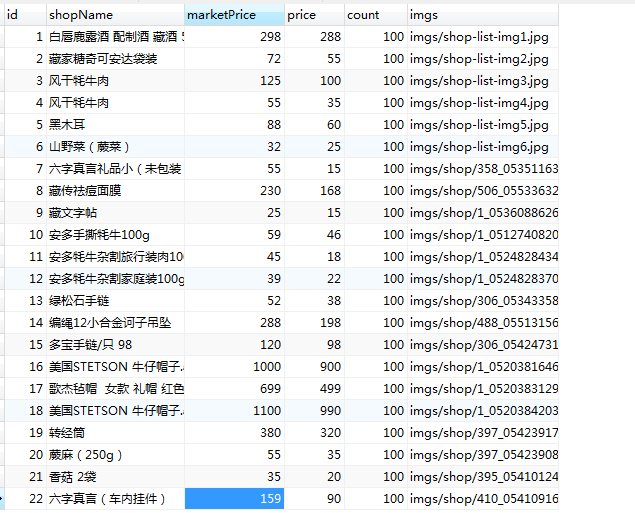 id shopName marketPrice price count imgs
1 白唇鹿露酒 配制酒 藏酒 298 288 100 imgs/shop-list-img1.jpg
2 藏家糖奇可安达袋装 72 55 100 imgs/shop-list-img2.jpg
3 风干牦牛肉 125 100 100 imgs/shop-list-img3.jpg
4 风干牦牛肉 55 35 100 imgs/shop-list-img4.jpg
5 黑木耳 88 60 100 imgs/shop-list-img5.jpg
6 山野菜（蕨菜） 32 25 100 imgs/shop-list-img6.jpg
7 六字真言礼品小（未包装 55 15 100 imgs/shop/358_05351163
8 藏传祛痘面膜 230 168 100 imgs/shop/506_05533632
9 藏文字帖 25 15 100 imgs/shop/1_0536088626
10 安多手撕牦牛100g 59 46 100 imgs/shop/1_0512740820
11 安多牦牛杂割旅行装肉10 45 18 100 imgs/shop/1_0524828434
12 安多牦牛杂割家庭装100g 39 22 100 imgs/shop/1_0524828370
13 绿松石手链 52 38 100 imgs/shop/306_05343358
14 编绳12小合金诃子吊坠 288 198 100 imgs/shop/488_05513156
15 多宝手链/只 98 120 98 100 imgs/shop/306_05424731
16 美国STETSON 牛仔帽子 1000 900 100 imgs/shop/1_0520381646
17 歌杰毡帽 女款 礼帽 红色 699 499 100 imgs/shop/1_0520383129
18 美国STETSON 牛仔帽子 1100 990 100 imgs/shop/1_0520384203
19 转经筒 380 320 100 imgs/shop/397_05423917
20 蕨麻（250g） 55 35 100 imgs/shop/397_05423908
21 香菇 2袋 35 20 100 imgs/shop/395_05410124
22 六字真言（车内挂件） 159 90 100 imgs/shop/410_05410916